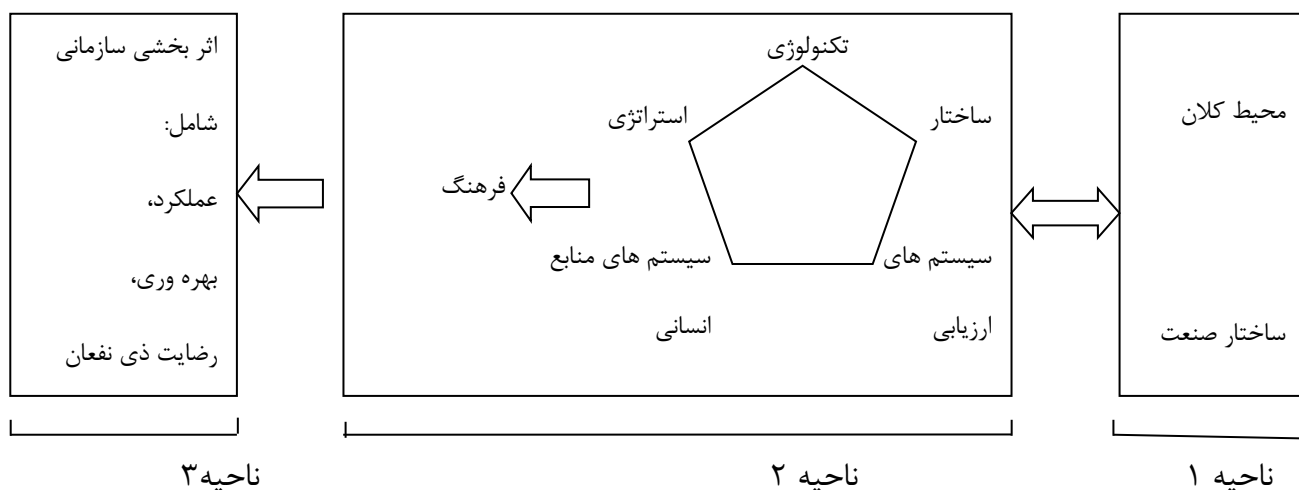 محیط کلان
ساختار صنعت
تکنولوژی
ساختار
استراتژی
فرهنگ
سیستم های
ارزیابی
سیستم های منابع
انسانی
اثر بخشی سازمانی
شامل:
عملکرد،
بهره وری،
رضایت ذی نفعان
ناحیه ۱
ناحیه ۲
ناحیه۳